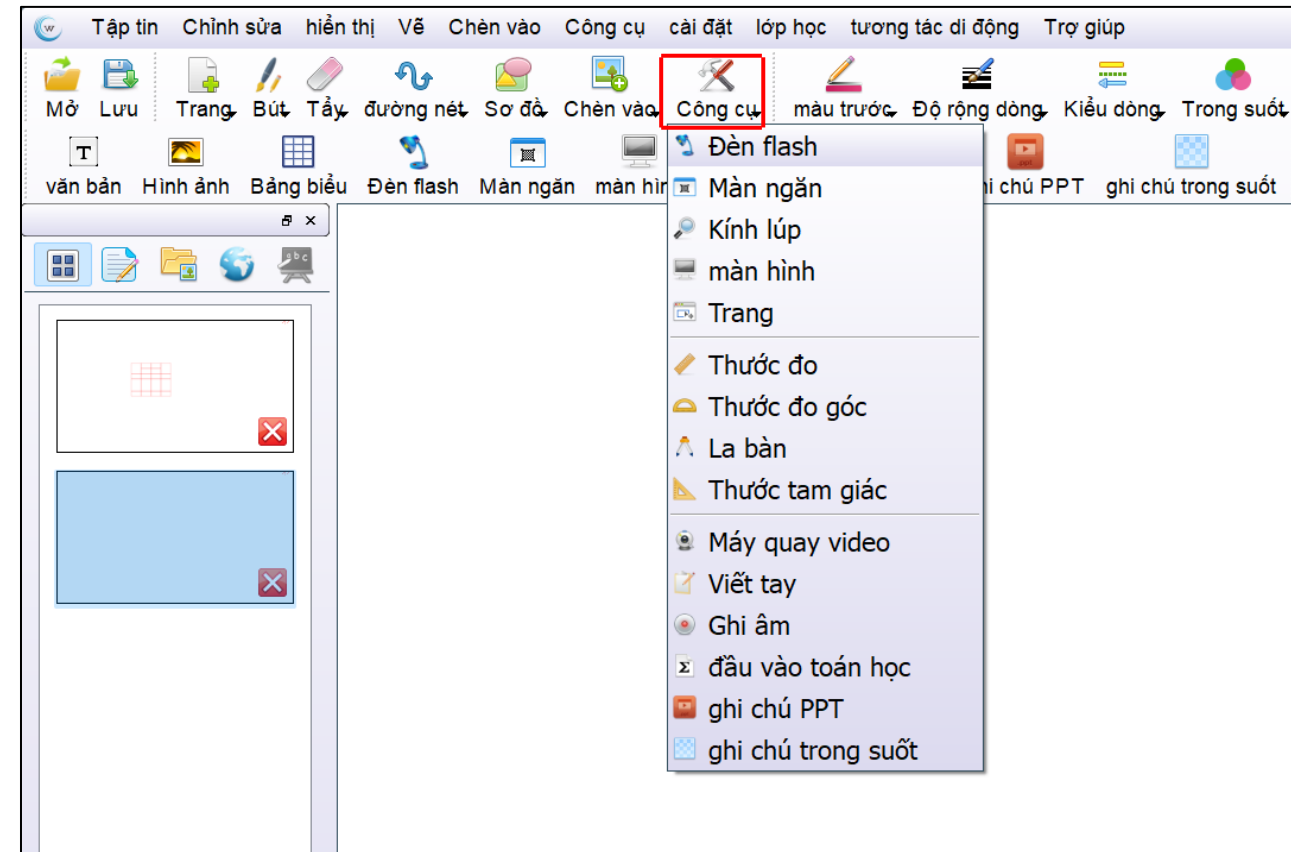 Tập tin Chỉnh sửa hiển thị Vẽ Chèn vào Công cụ cài đặt lớp học tương tác di động Trợ giúp
Mở Lưu Trang Bút Tẩy đường nét Sơ đồ Chèn vào Công cụ màu trước Độ rộng dòng Kiểu dòng Trong suốt
văn bản Hình ảnh Bảng biểu Đèn flash Màn ngăn màn hìn hi chú PPT ghi chú trong suốt
Đèn flash
Màn ngăn
Kính lúp
màn hình
Trang
Thước đo
Thước đo góc
La bàn
Thước tam giác
Máy quay video
Viết tay
Ghi âm
đầu vào toán học
ghi chú PPT
ghi chú trong suốt